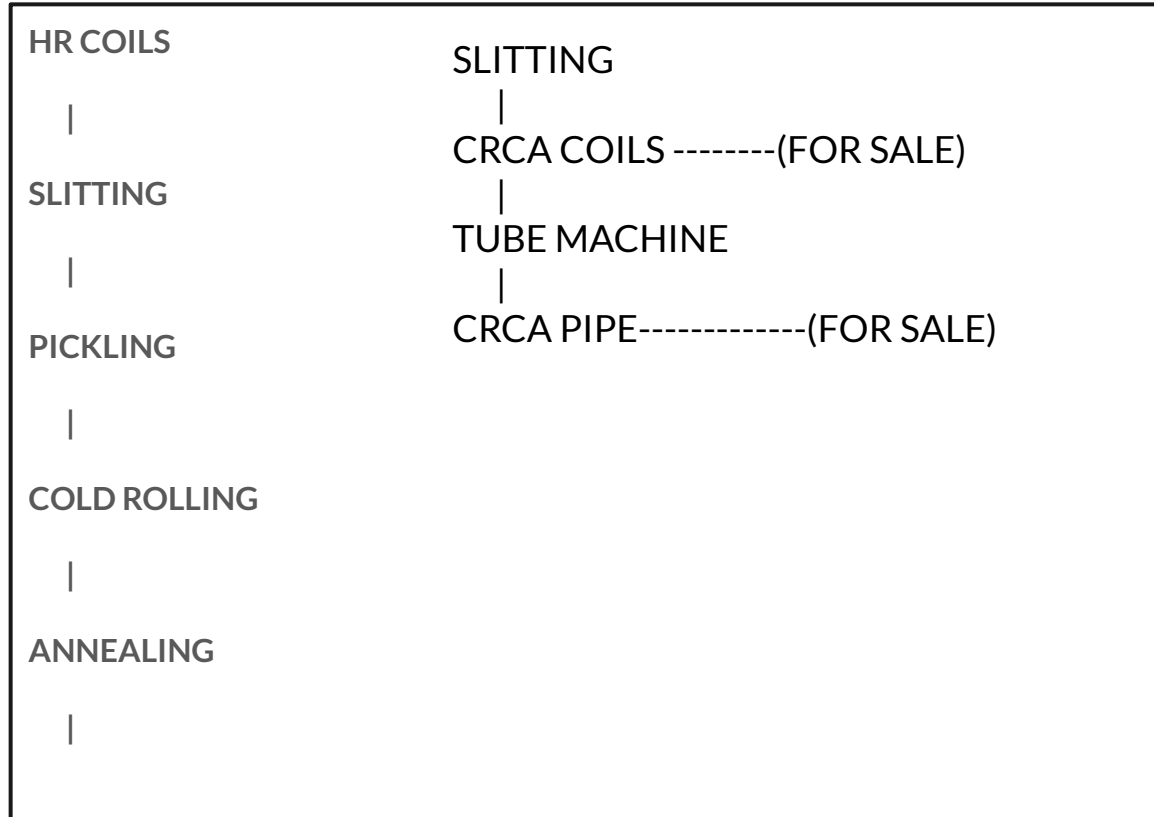 HR COILS
|
SLITTING
|
PICKLING
|
COLD ROLLING
|
ANNEALING
|
SLITTING
|
CRCA COILS --------(FOR SALE)
|
TUBE MACHINE
|
CRCA PIPE-------------(FOR SALE)